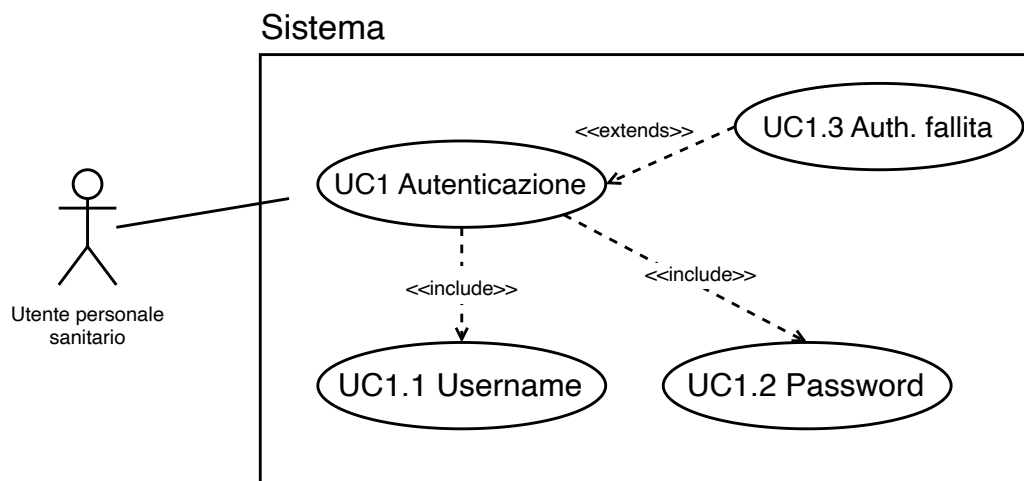 Sistema
UC1.3 Auth. fallita
<<extends>>
UC1 Autenticazione
<<include>>
<<include>>
Utente personale
sanitario
UC1.1 Username
UC1.2 Password